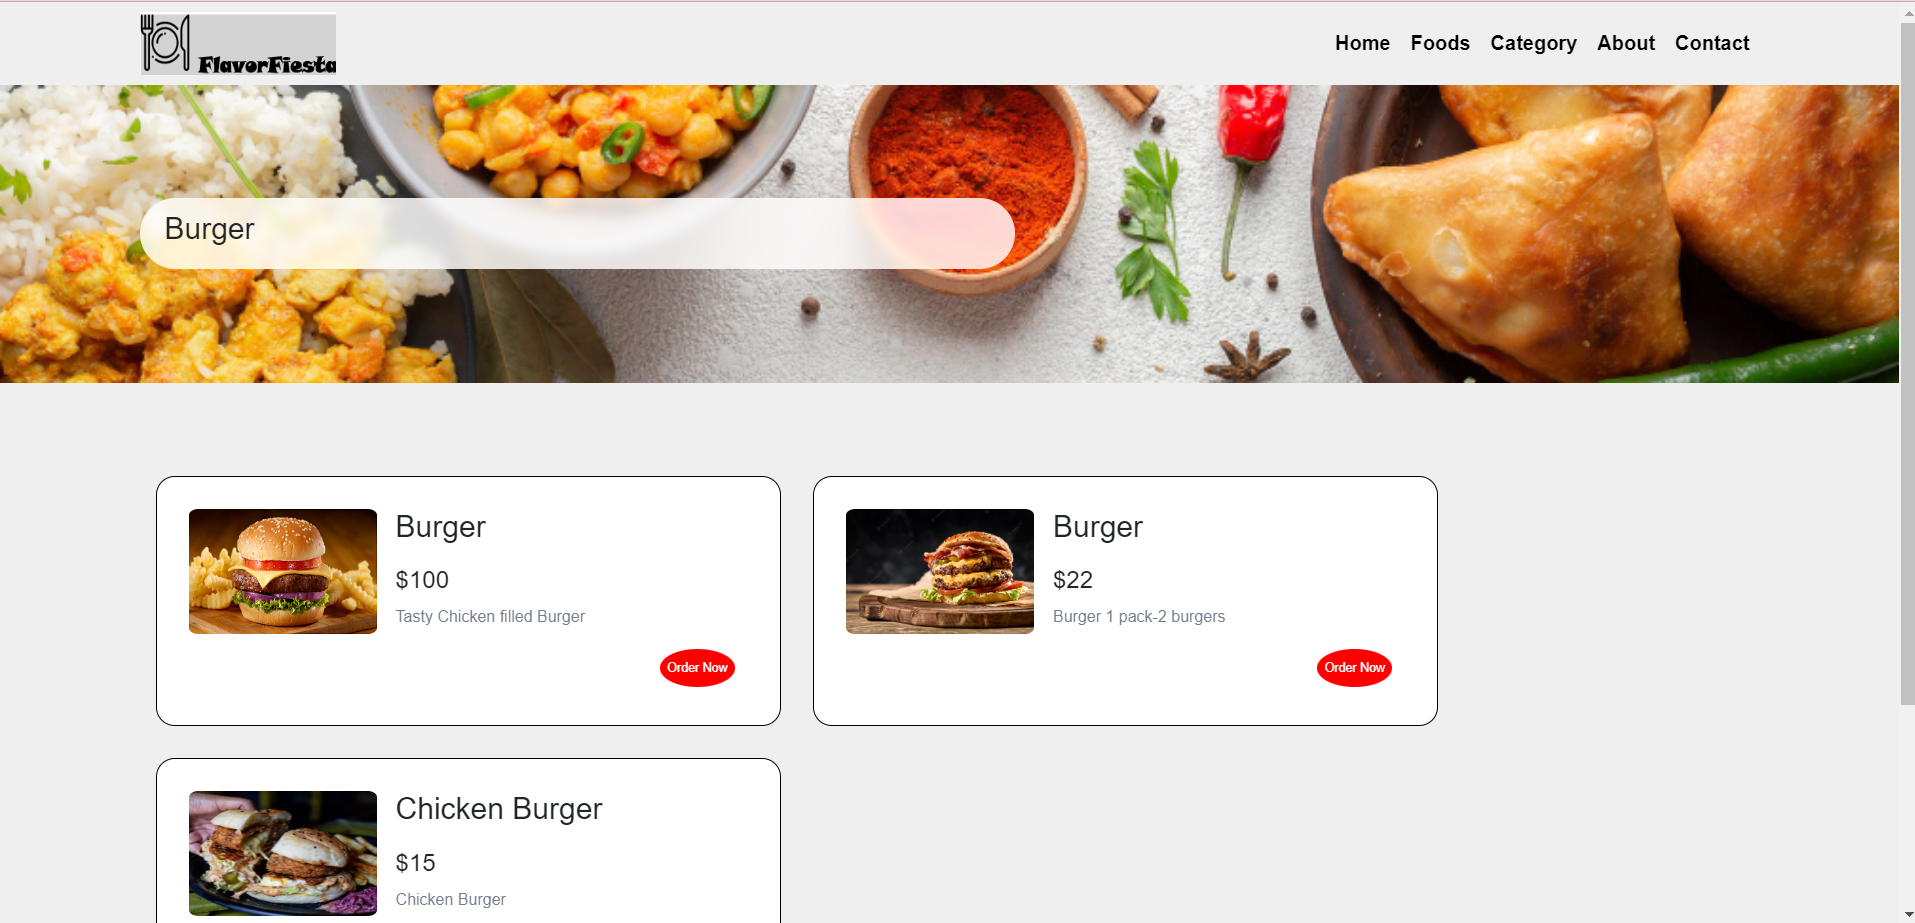 FlavorFiesta
Home Foods Category About Contact
Burger
Burger
$100
Tasty Chicken filled Burger
Order Now
Burger
$22
Burger 1 pack-2 burgers
Order Now
Chicken Burger
$15
Chicken Burger